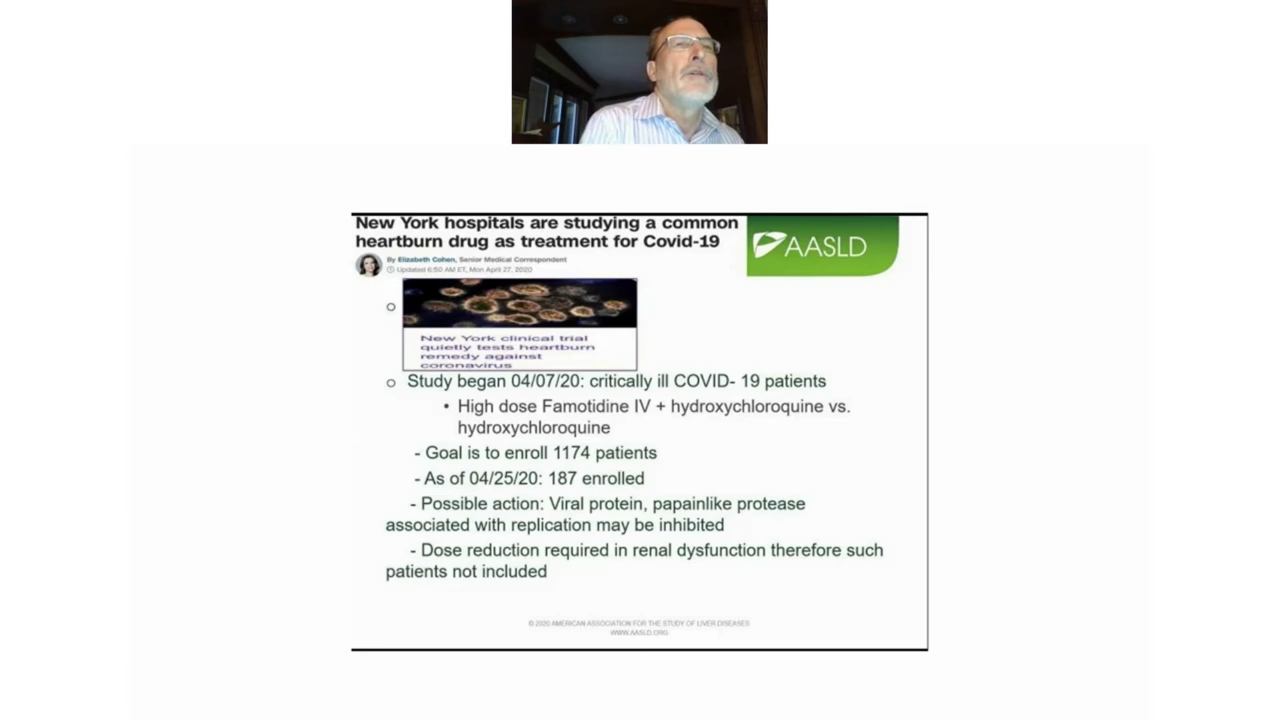 New York hospitals are studying a common
heartburn drug as treatment for Covid-19
AASLD
By Elizabeth Cohen, Senior Medical Correspondent
Updated 6:50 AM ET, Mon April 27, 2020
New York clinical trial
quietly tests heartburn
remedy against
coronavirus
o Study began 04/07/20: critically ill COVID- 19 patients
• High dose Famotidine IV + hydroxychloroquine vs.
hydroxychloroquine
- Goal is to enroll 1174 patients
- As of 04/25/20: 187 enrolled
- Possible action: Viral protein, papainlike protease
associated with replication may be inhibited
- Dose reduction required in renal dysfunction therefore such
patients not included
© 2020 AMERICAN ASSOCIATION FOR THE STUDY OF LIVER DISEASES
WWW.AASLD.ORG